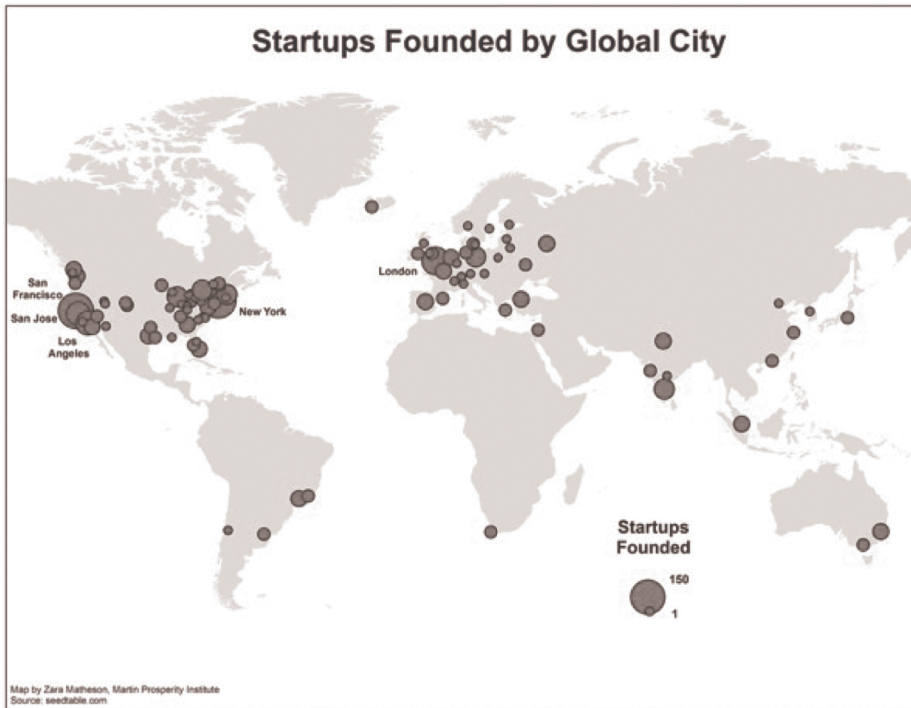 Startups Founded by Global City
San
Francisco
San Jose
Los
Angeles
New York
London
Startups
Founded
150
1
Map by Zara Matheson, Martin Prosperity Institute
Source: seedtable.com